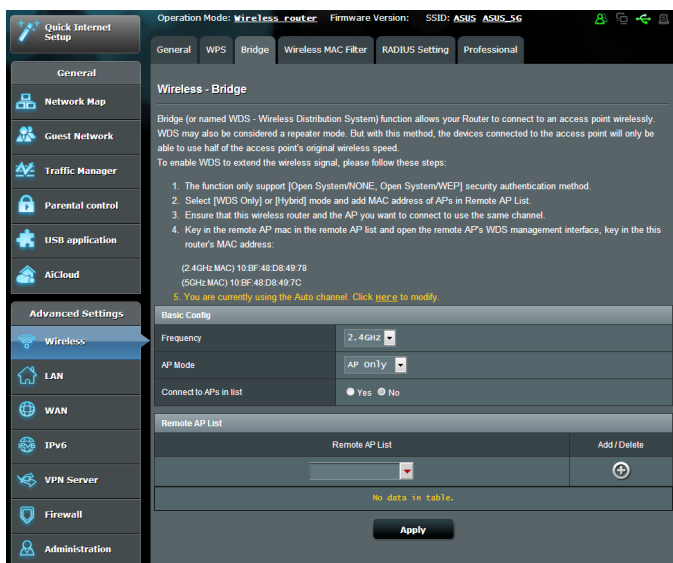 Quick Internet
Setup
General
Network Map
Guest Network
Traffic Manager
Parental control
USB application
AiCloud
Advanced Settings
Wireless
LAN
WAN
IPv6
VPN Server
Firewall
Administration
Operation Mode: Wireless router Firmware Version: SSID: ASUS ASUS_5G
General WPS Bridge Wireless MAC Filter RADIUS Setting Professional
Wireless - Bridge
Bridge (or named WDS - Wireless Distribution System) function allows your Router to connect to an access point wirelessly.
WDS may also be considered a repeater mode. But with this method, the devices connected to the access point will only be
able to use half of the access point's original wireless speed.
To enable WDS to extend the wireless signal, please follow these steps:
1. The function only support [Open System/NONE, Open System/WEP] security authentication method.
2. Select [WDS Only] or [Hybrid] mode and add MAC address of APs in Remote AP List.
3. Ensure that this wireless router and the AP you want to connect to use the same channel.
4. Key in the remote AP mac in the remote AP list and open the remote AP's WDS management interface, key in the this
router's MAC address:
(2.4GHz MAC) 10:BF:48:D8:49:78
(5GHz MAC) 10:BF:48:D8:49:7C
5. You are currently using the Auto channel. Click Here to modify.
Basic Config
Frequency 2.4GHz
AP Mode AP Only
Connect to APs in list Yes No
Remote AP List
Remote AP List Add / Delete
No data in table.
Apply